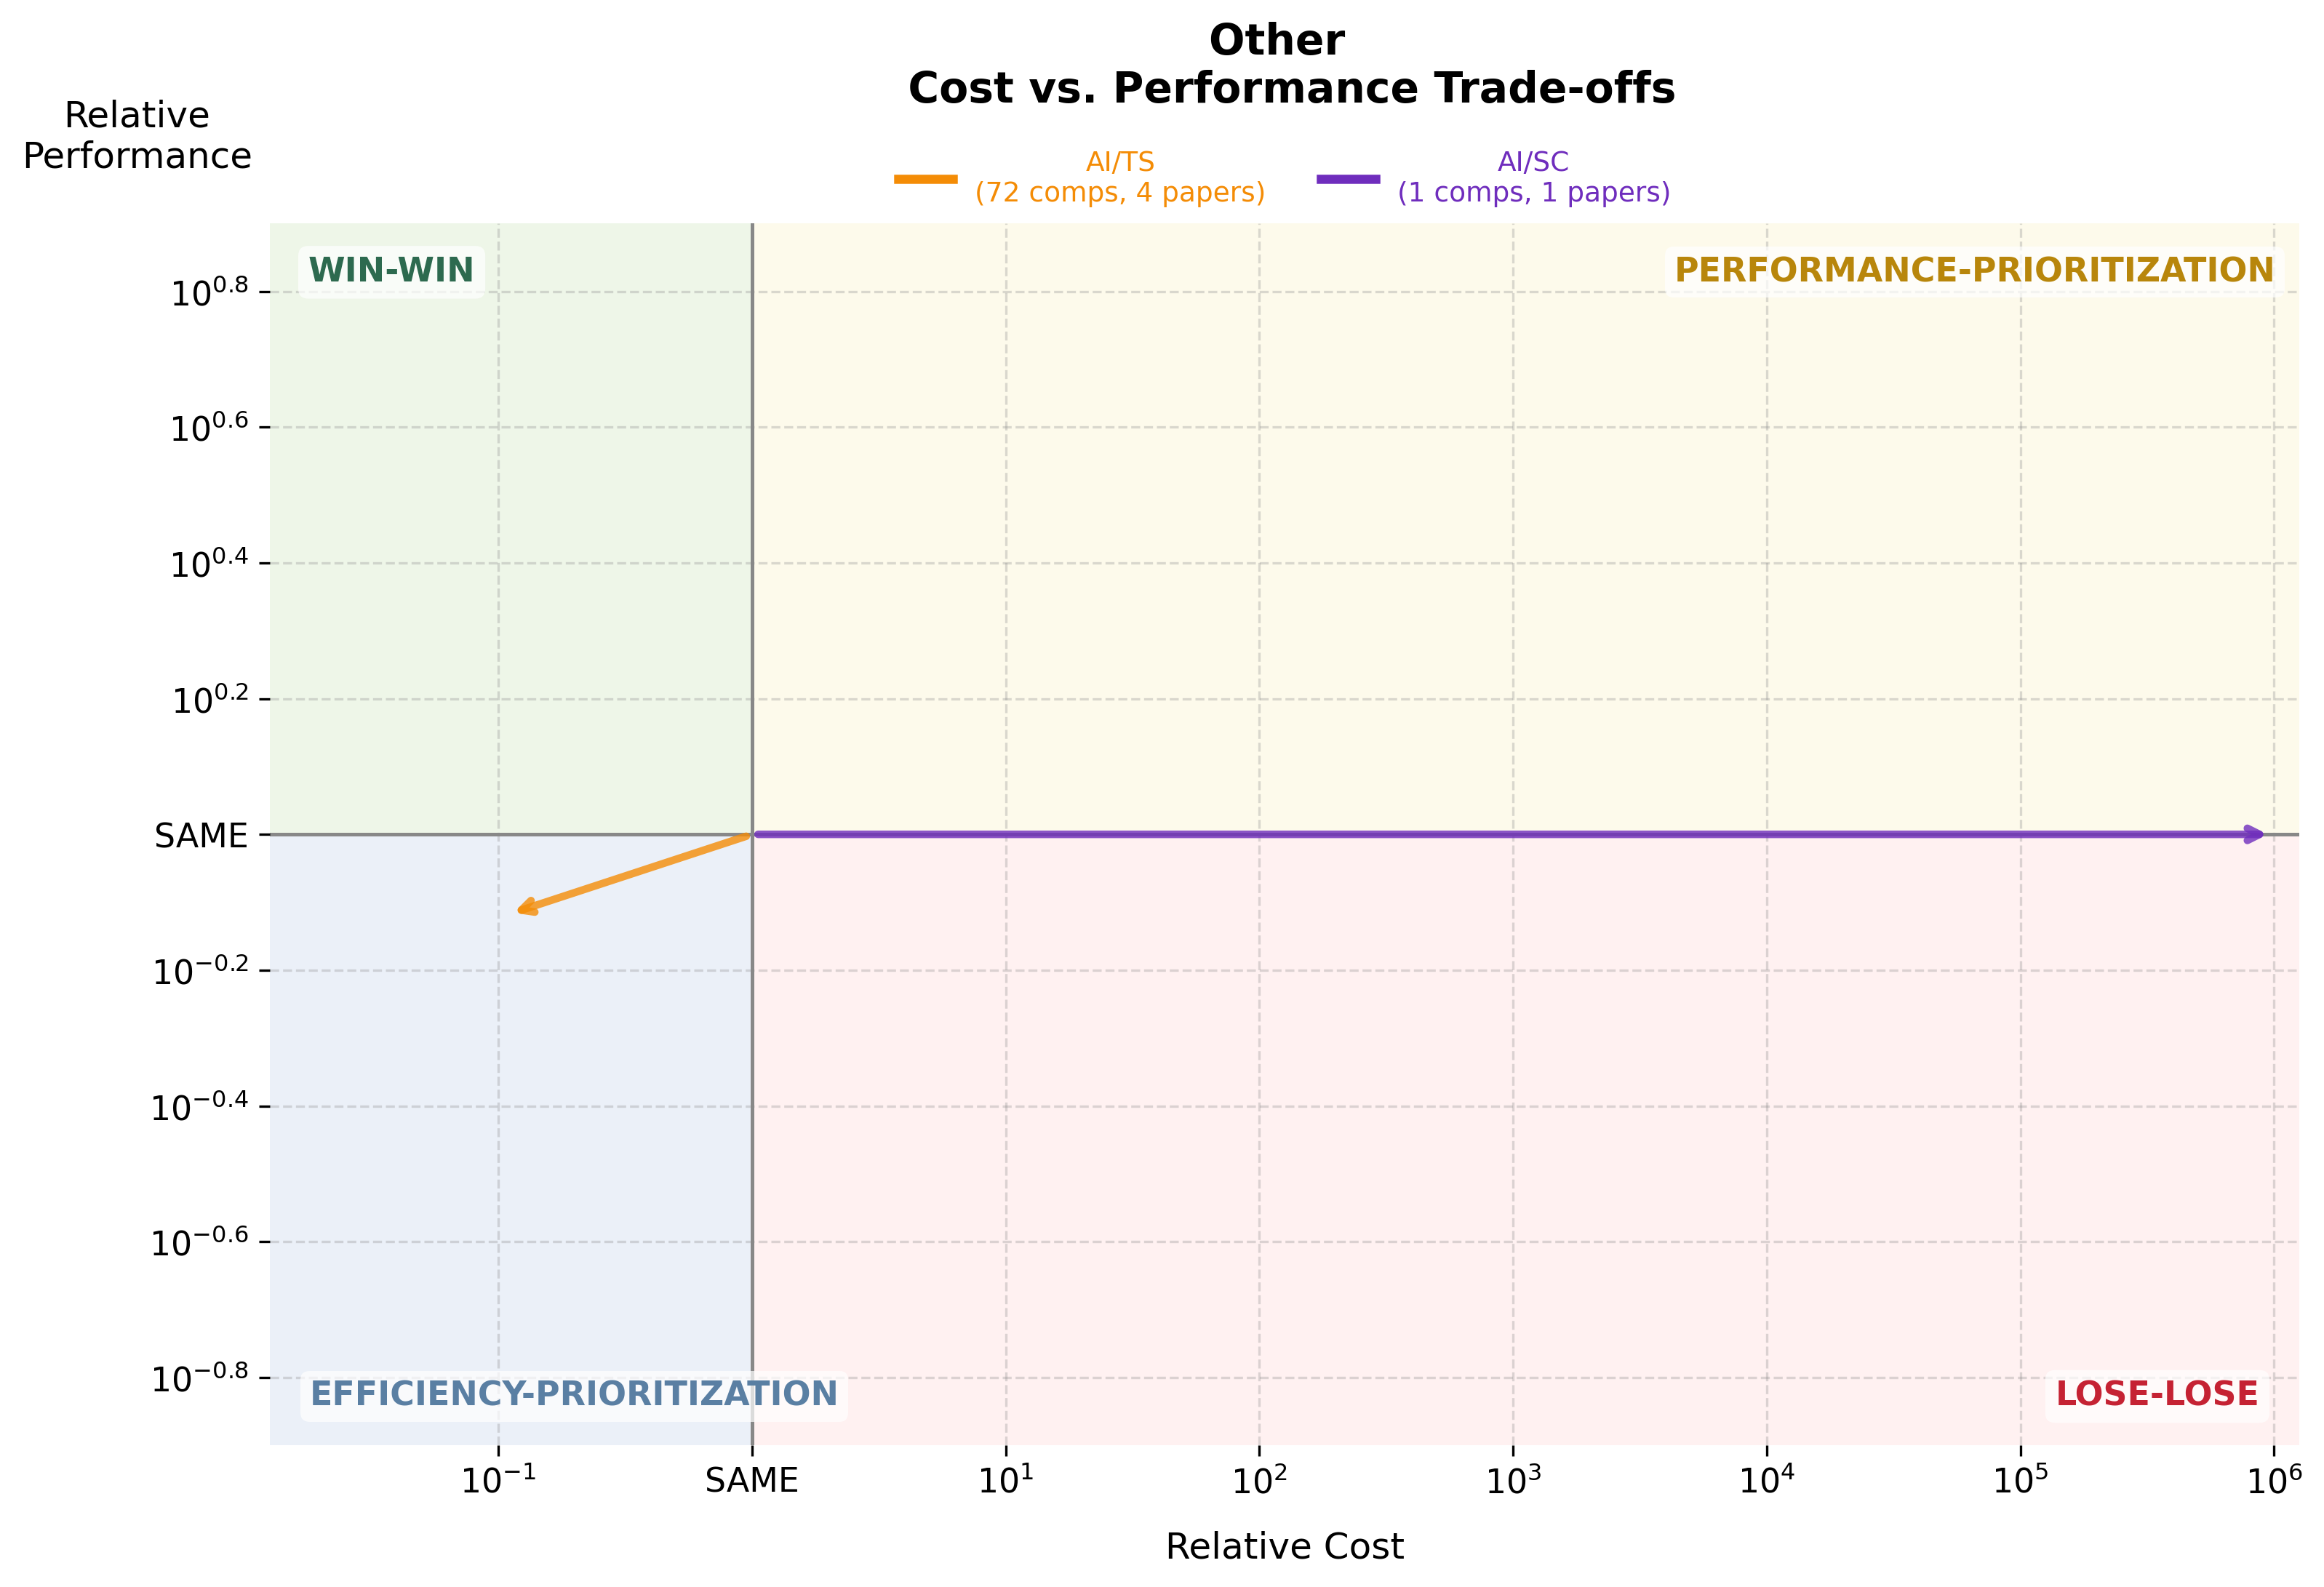 Other
Cost vs. Performance Trade-offs
Relative
Performance
AI/TS
(72 comps, 4 papers)
AI/SC
(1 comps, 1 papers)
WIN-WIN
PERFORMANCE-PRIORITIZATION
10^0.8
10^0.6
10^0.4
10^0.2
SAME
10^−0.2
10^−0.4
10^−0.6
10^−0.8
EFFICIENCY-PRIORITIZATION
LOSE-LOSE
10^−1 SAME 10^1 10^2 10^3 10^4 10^5 10^6
Relative Cost